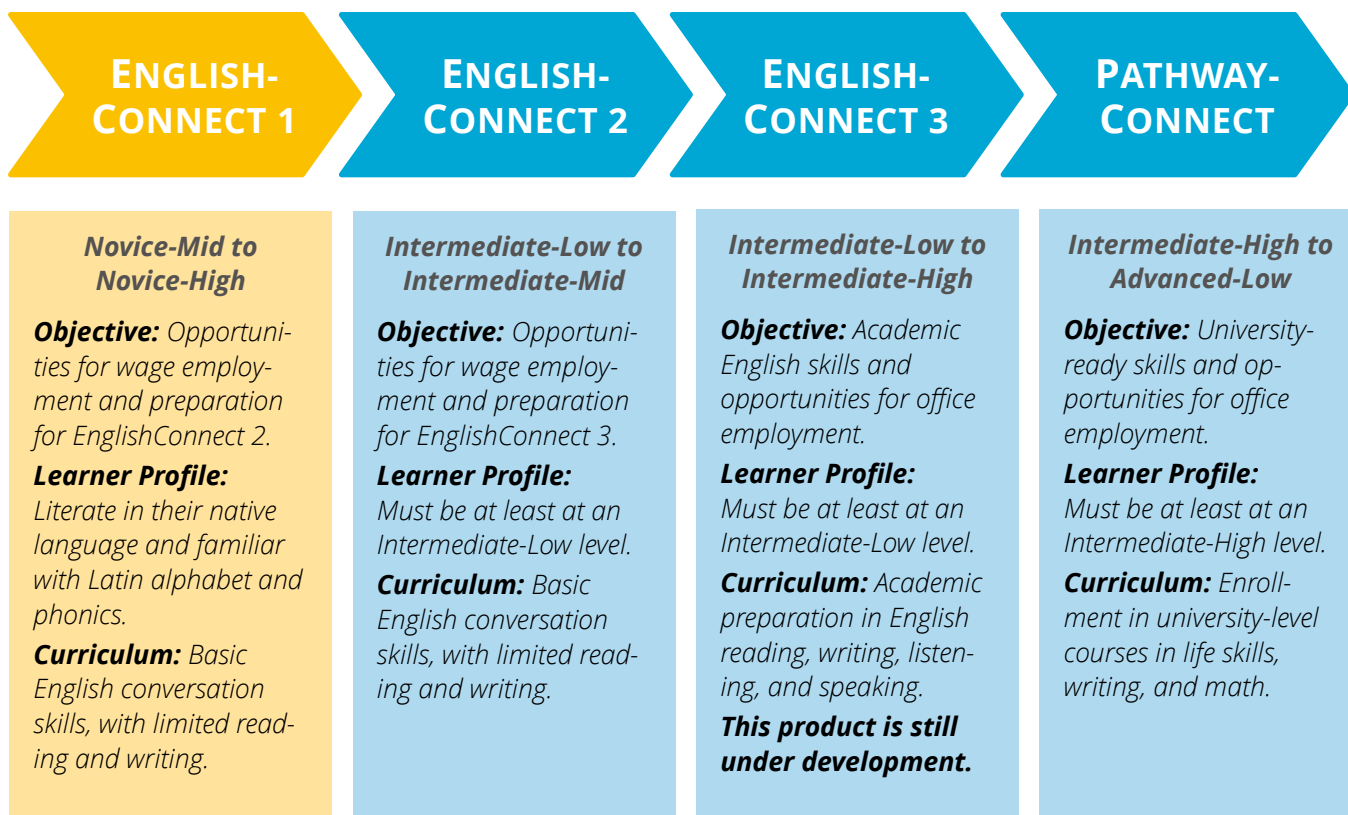 ENGLISH-
CONNECT 1
ENGLISH-
CONNECT 2
ENGLISH-
CONNECT 3
PATHWAY-
CONNECT
Novice-Mid to
Novice-High
Objective: Opportuni-
ties for wage employ-
ment and preparation
for EnglishConnect 2.
Learner Profile:
Literate in their native
language and familiar
with Latin alphabet and
phonics.
Curriculum: Basic
English conversation
skills, with limited read-
ing and writing.
Intermediate-Low to
Intermediate-Mid
Objective: Opportuni-
ties for wage employ-
ment and preparation
for EnglishConnect 3.
Learner Profile:
Must be at least at an
Intermediate-Low level.
Curriculum: Basic
English conversation
skills, with limited read-
ing and writing.
Intermediate-Low to
Intermediate-High
Objective: Academic
English skills and
opportunities for office
employment.
Learner Profile:
Must be at least at an
Intermediate-Low level.
Curriculum: Academic
preparation in English
reading, writing, listen-
ing, and speaking.
This product is still
under development.
Intermediate-High to
Advanced-Low
Objective: University-
ready skills and op-
portunities for office
employment.
Learner Profile:
Must be at least at an
Intermediate-High level.
Curriculum: Enroll-
ment in university-level
courses in life skills,
writing, and math.